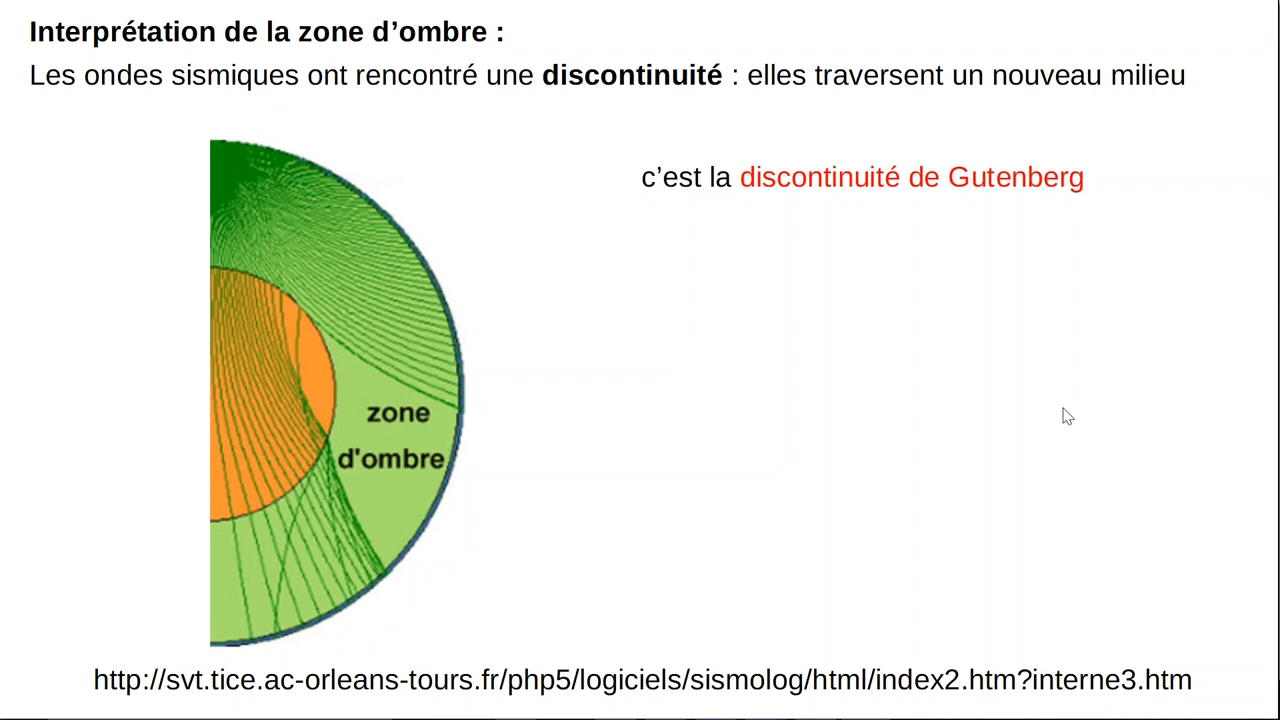 Interprétation de la zone d’ombre :
Les ondes sismiques ont rencontré une discontinuité : elles traversent un nouveau milieu
c’est la discontinuité de Gutenberg
zone
d'ombre
http://svt.tice.ac-orleans-tours.fr/php5/logiciels/sismolog/html/index2.htm?interne3.htm